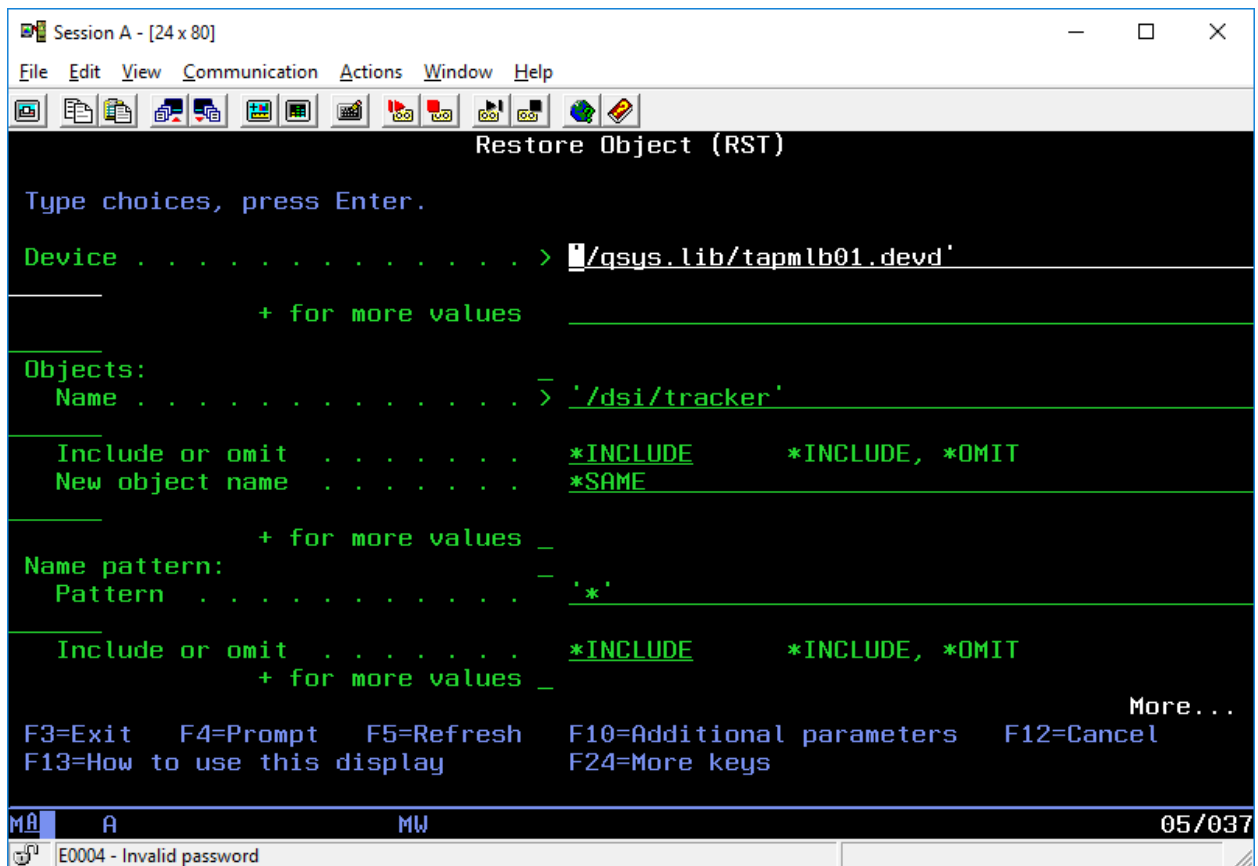 Session A - [24 x 80]
File Edit View Communication Actions Window Help
Restore Object (RST)
Type choices, press Enter.
Device . . . . . . . . . . . . . . > '/qsys.lib/tapmlb01.devd'
+ for more values
Objects:
Name . . . . . . . . . . . . . . > '/dsi/tracker'
Include or omit . . . . . . . *INCLUDE *INCLUDE, *OMIT
New object name . . . . . . . *SAME
+ for more values _
Name pattern:
Pattern . . . . . . . . . . . '*'
Include or omit . . . . . . . *INCLUDE *INCLUDE, *OMIT
+ for more values _
More...
F3=Exit F4=Prompt F5=Refresh F10=Additional parameters F12=Cancel
F13=How to use this display F24=More keys
MA A MW 05/037
E0004 - Invalid password